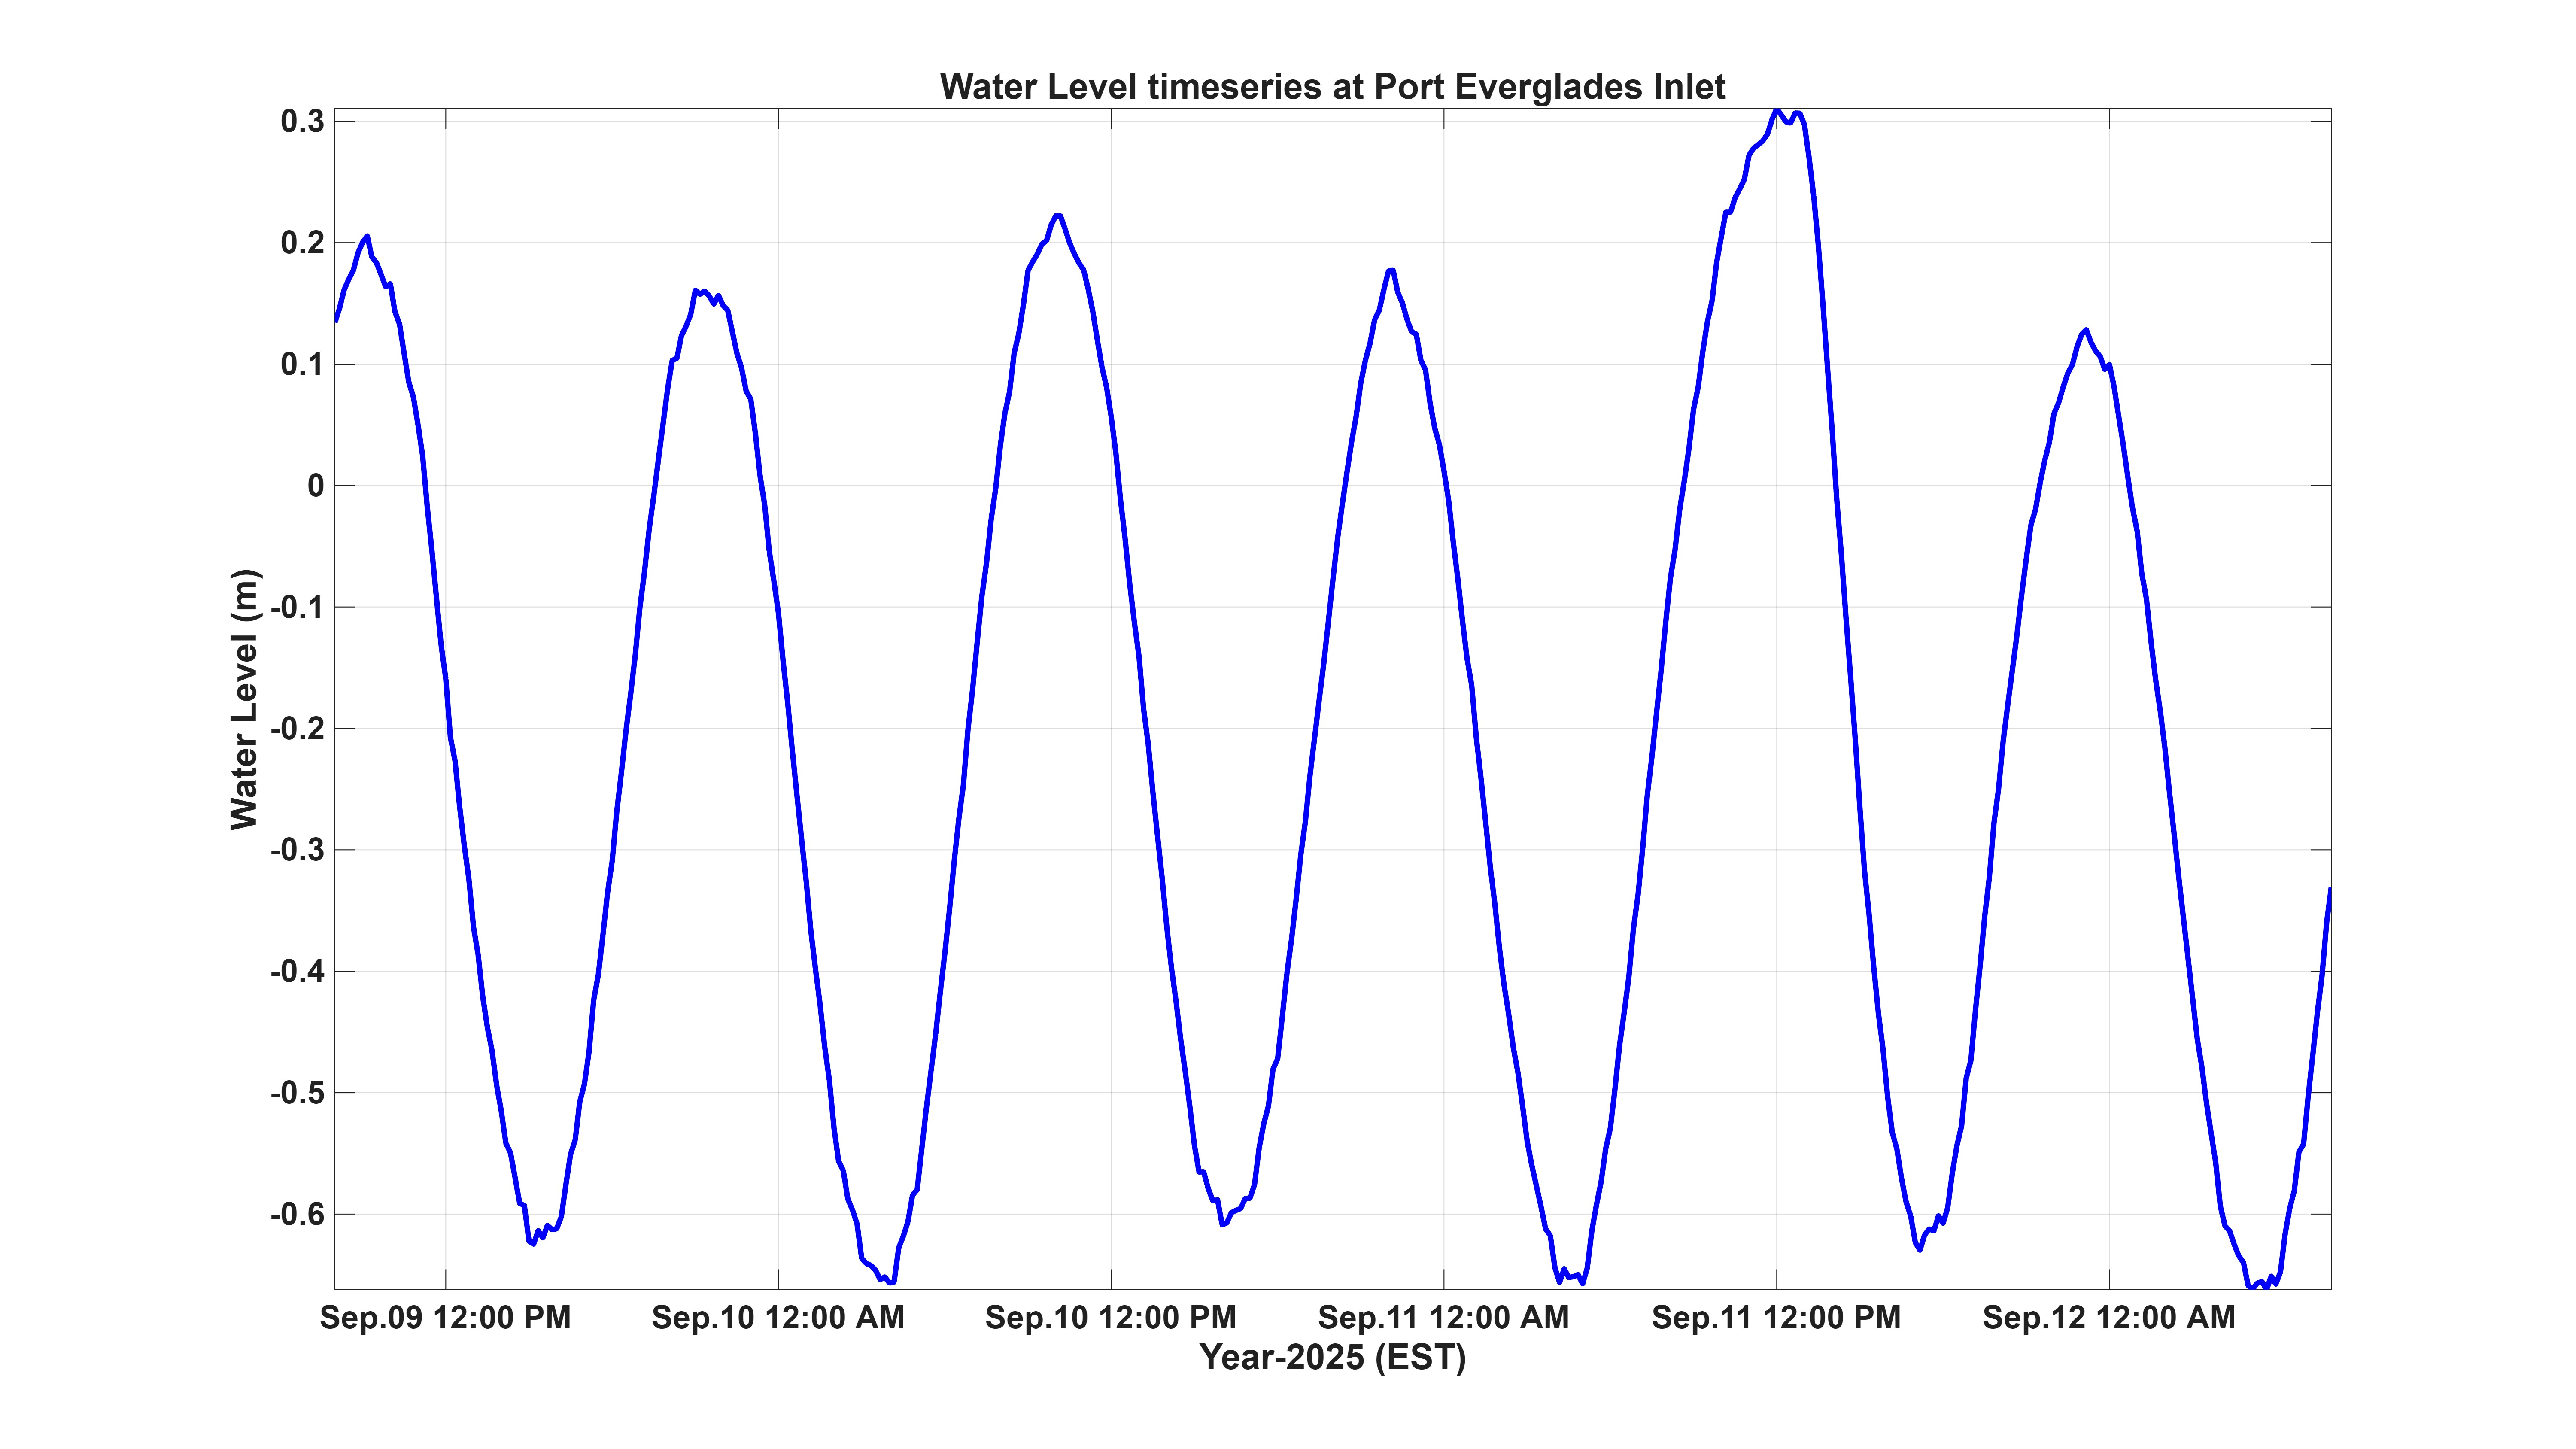 Water Level timeseries at Port Everglades Inlet
0.3
0.2
0.1
0
-0.1
-0.2
-0.3
-0.4
-0.5
-0.6
Water Level (m)
Sep.09 12:00 PM Sep.10 12:00 AM Sep.10 12:00 PM Sep.11 12:00 AM Sep.11 12:00 PM Sep.12 12:00 AM
Year-2025 (EST)